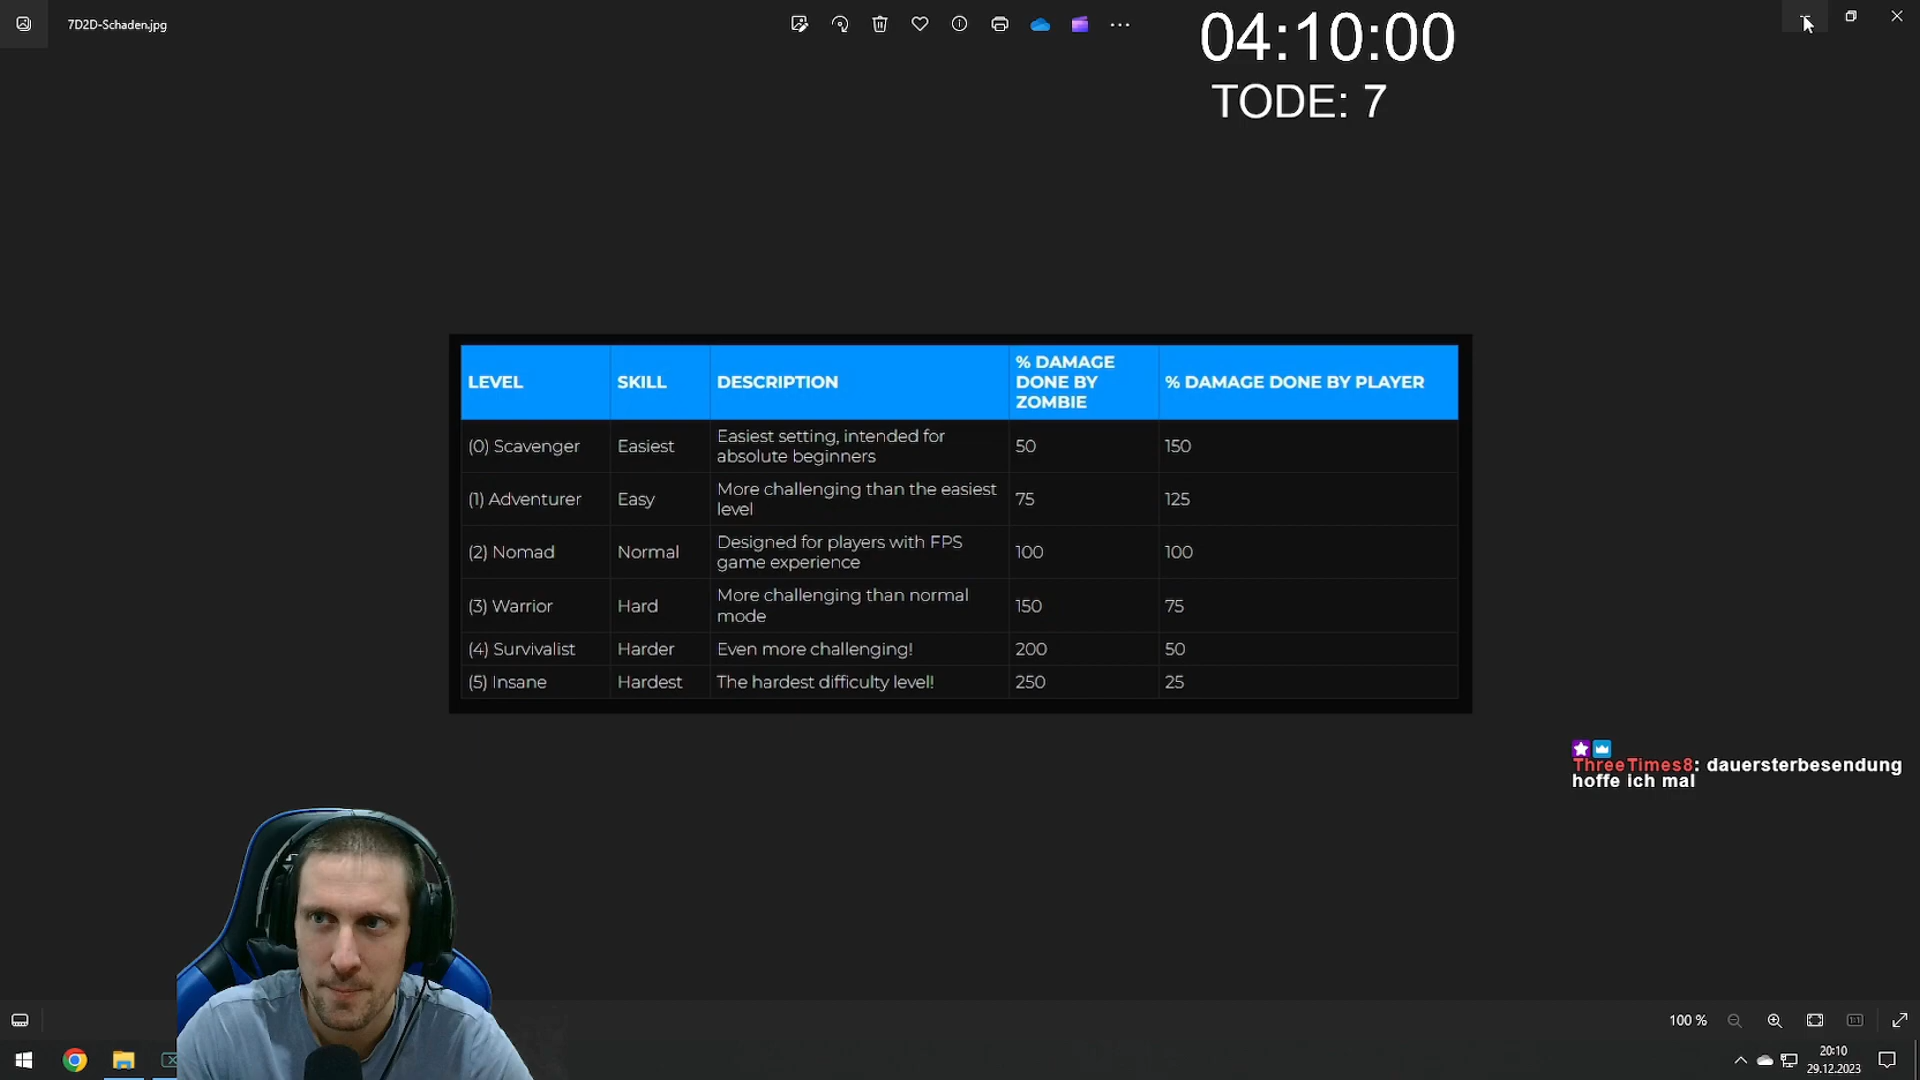 7D2D-Schaden.jpg
04:10:00
TODE: 7
LEVEL SKILL DESCRIPTION % DAMAGE DONE BY ZOMBIE % DAMAGE DONE BY PLAYER
(0) Scavenger Easiest Easiest setting, intended for absolute beginners 50 150
(1) Adventurer Easy More challenging than the easiest level 75 125
(2) Nomad Normal Designed for players with FPS game experience 100 100
(3) Warrior Hard More challenging than normal mode 150 75
(4) Survivalist Harder Even more challenging! 200 50
(5) Insane Hardest The hardest difficulty level! 250 25
ThreeTimes8: dauersterbesendung
hoffe ich mal
100 %
1:1
20:10
29.12.2023